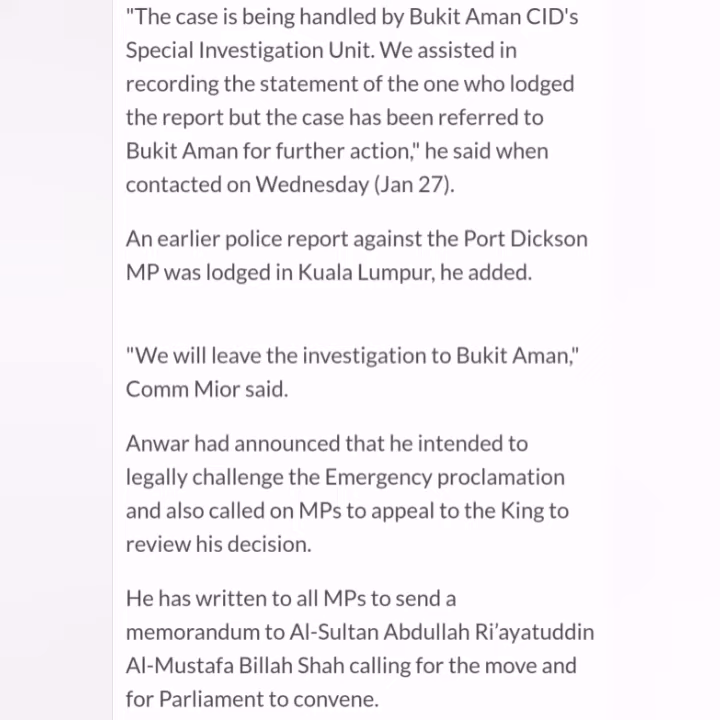 "The case is being handled by Bukit Aman CID's
Special Investigation Unit. We assisted in
recording the statement of the one who lodged
the report but the case has been referred to
Bukit Aman for further action," he said when
contacted on Wednesday (Jan 27).
An earlier police report against the Port Dickson
MP was lodged in Kuala Lumpur, he added.
"We will leave the investigation to Bukit Aman,"
Comm Mior said.
Anwar had announced that he intended to
legally challenge the Emergency proclamation
and also called on MPs to appeal to the King to
review his decision.
He has written to all MPs to send a
memorandum to Al-Sultan Abdullah Ri’ayatuddin
Al-Mustafa Billah Shah calling for the move and
for Parliament to convene.